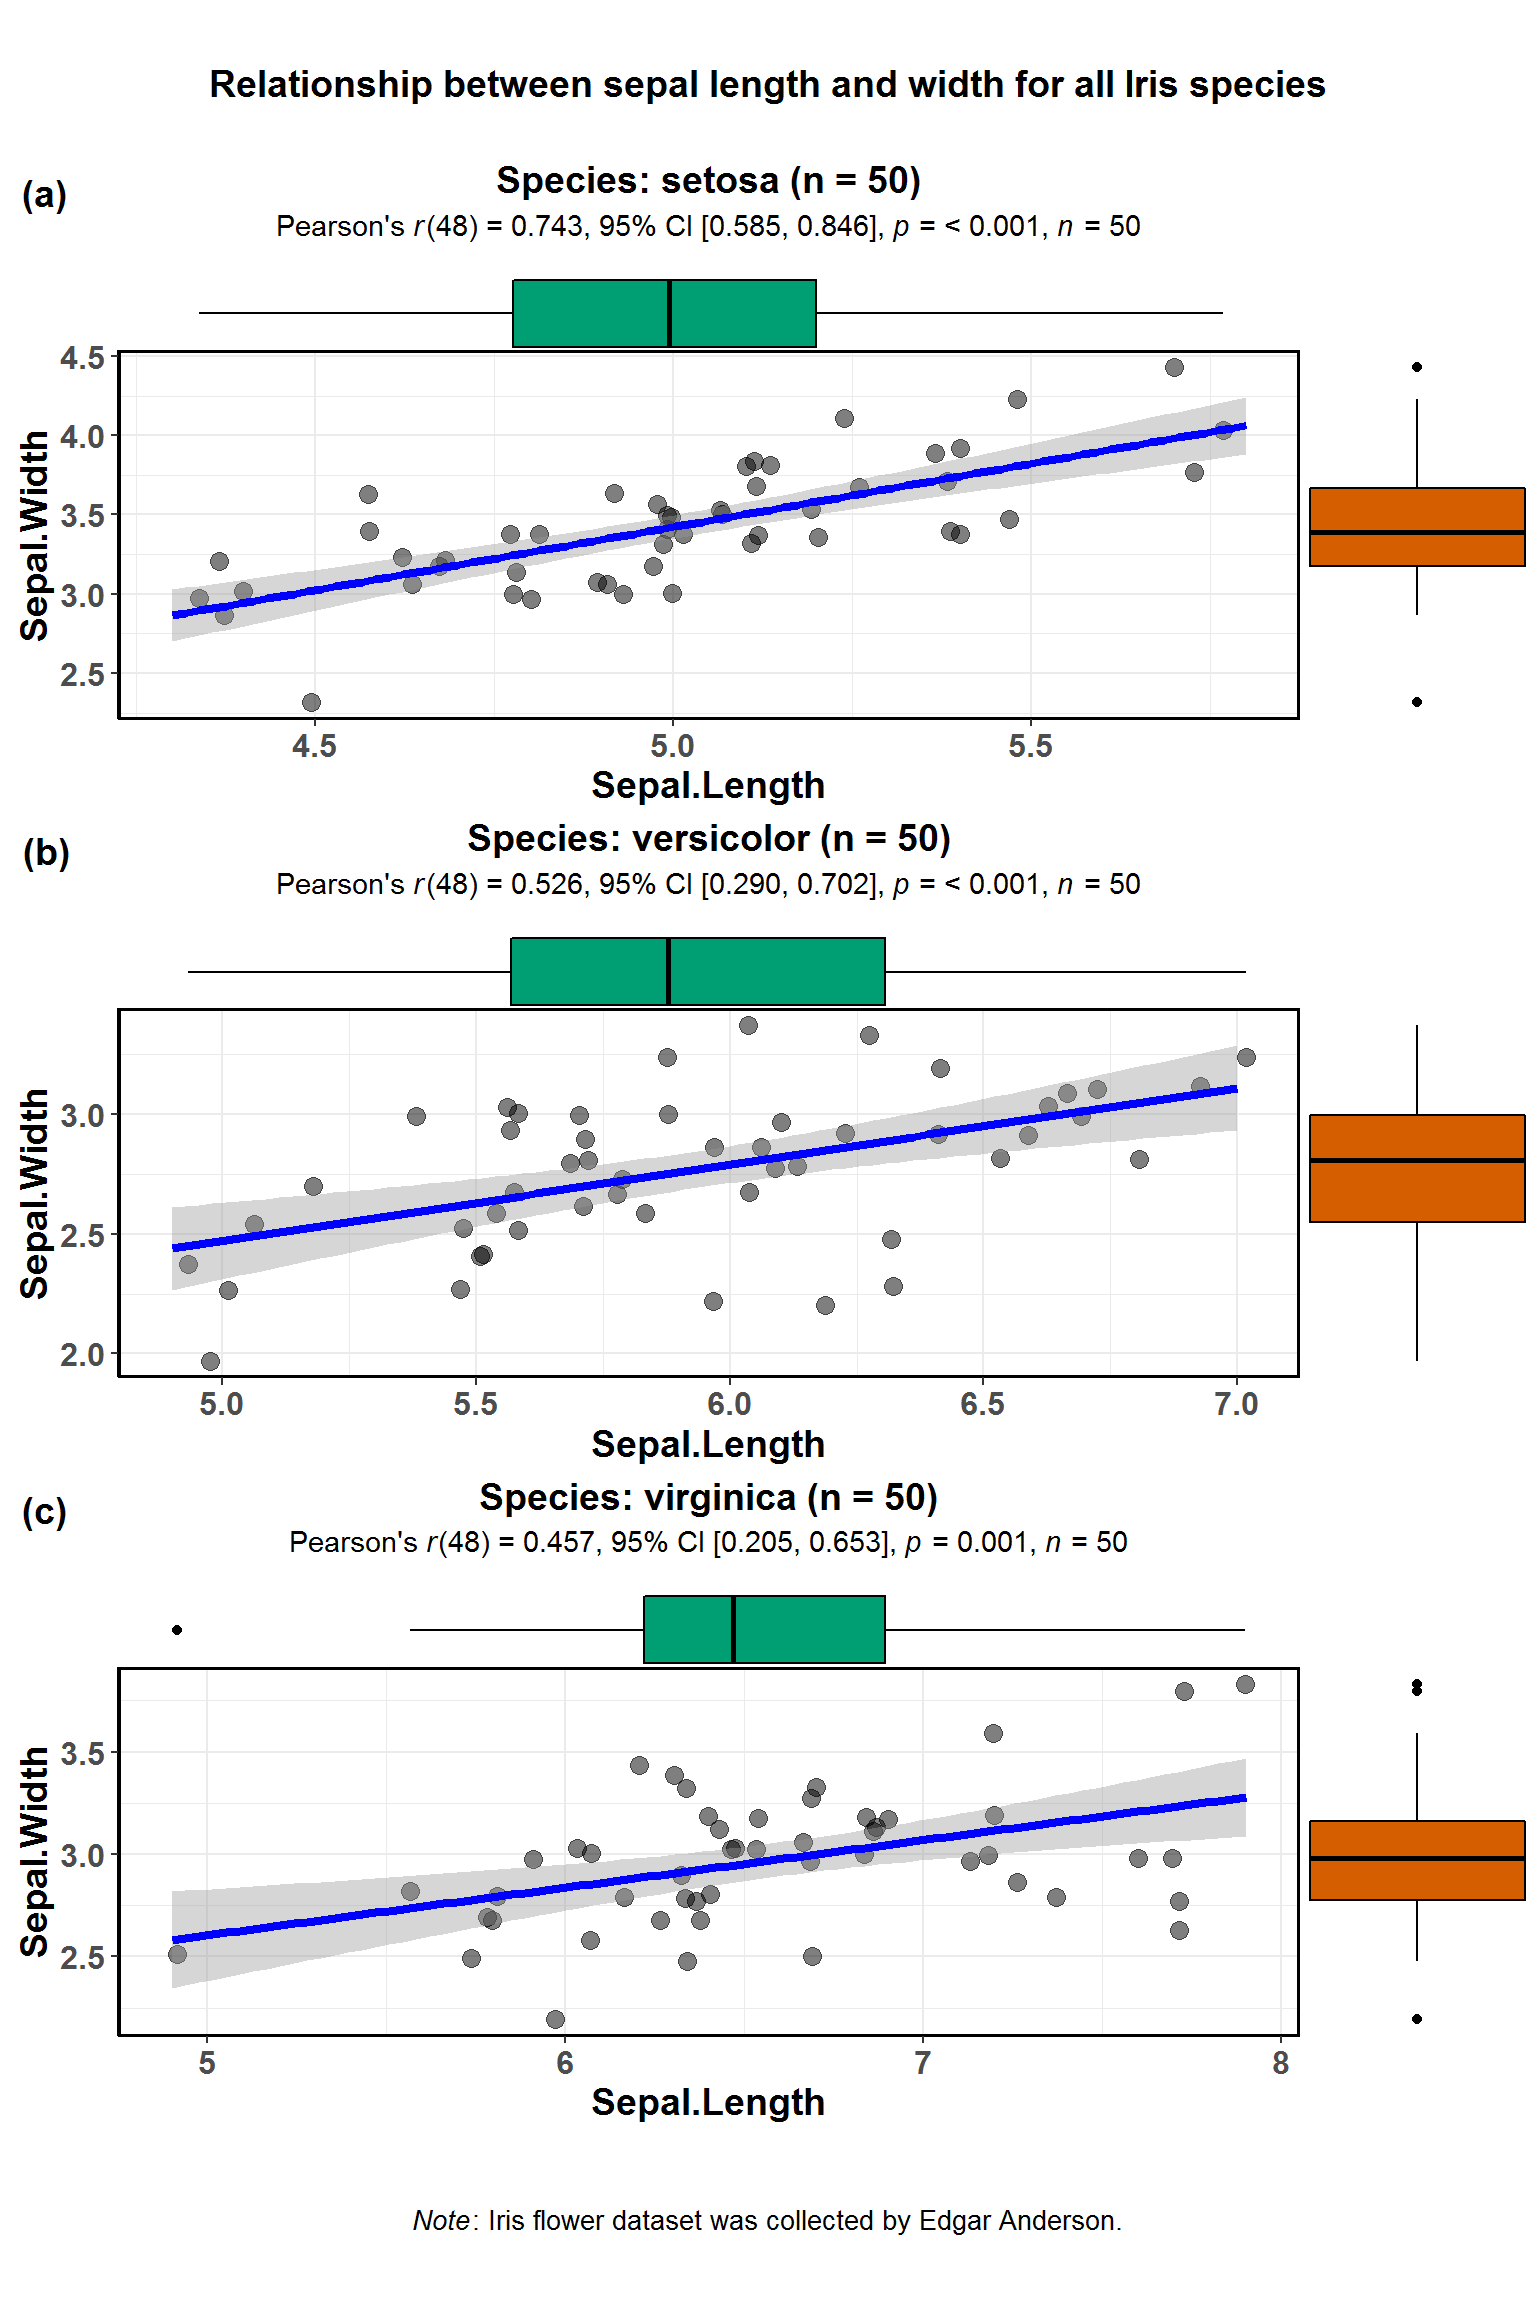 Relationship between sepal length and width for all Iris species
(a)
Species: setosa (n = 50)
Pearson's r(48) = 0.743, 95% CI [0.585, 0.846], p = < 0.001, n = 50
4.5
4.0
3.5
3.0
2.5
Sepal.Width
4.5 5.0 5.5
Sepal.Length
(b)
Species: versicolor (n = 50)
Pearson's r(48) = 0.526, 95% CI [0.290, 0.702], p = < 0.001, n = 50
3.0
2.5
2.0
Sepal.Width
5.0 5.5 6.0 6.5 7.0
Sepal.Length
(c)
Species: virginica (n = 50)
Pearson's r(48) = 0.457, 95% CI [0.205, 0.653], p = 0.001, n = 50
3.5
3.0
2.5
Sepal.Width
5 6 7 8
Sepal.Length
Note: Iris flower dataset was collected by Edgar Anderson.